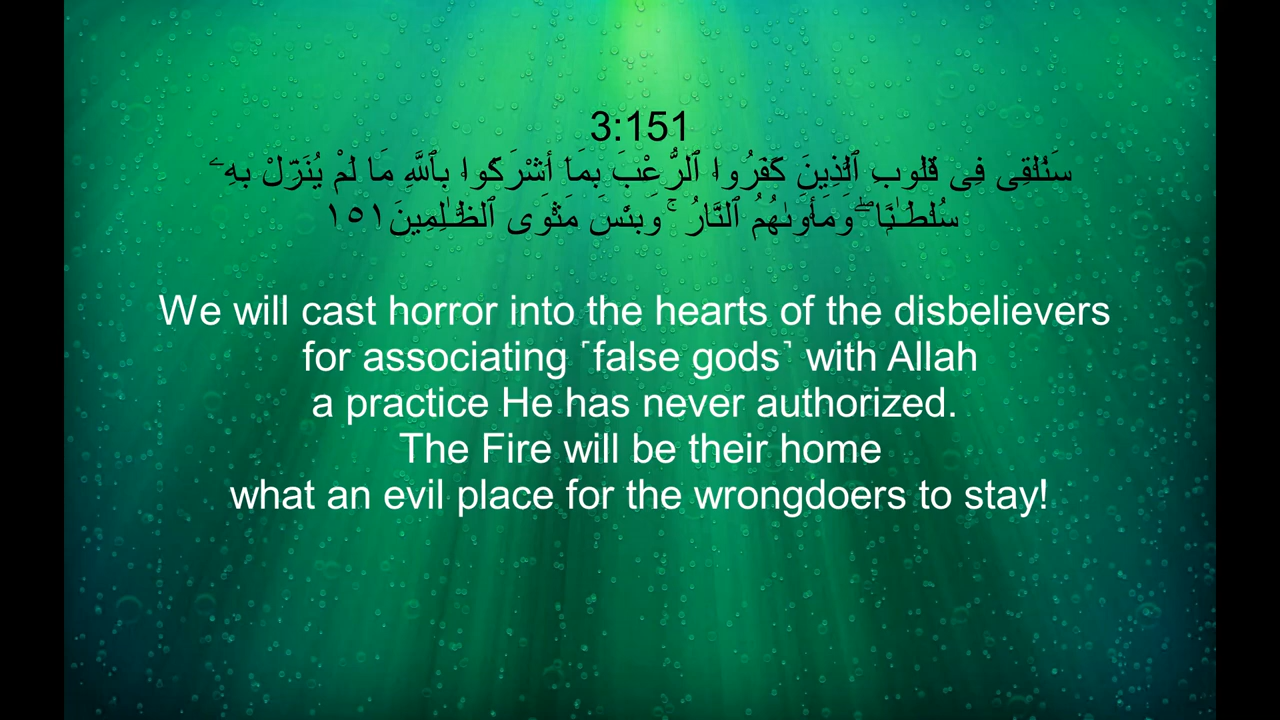 3:151
سَنُلْقِى فِى قُلُوبِ ٱلَّذِينَ كَفَرُوا۟ ٱلرُّعْبَ بِمَآ أَشْرَكُوا۟ بِٱللَّهِ مَا لَمْ يُنَزِّلْ بِهِۦ
سُلْطَـٰنًۭا ۖ وَمَأْوَىٰهُمُ ٱلنَّارُ ۚ وَبِئْسَ مَثْوَى ٱلظَّـٰلِمِينَ ١٥١
We will cast horror into the hearts of the disbelievers
for associating ˹false gods˺ with Allah
a practice He has never authorized.
The Fire will be their home
what an evil place for the wrongdoers to stay!